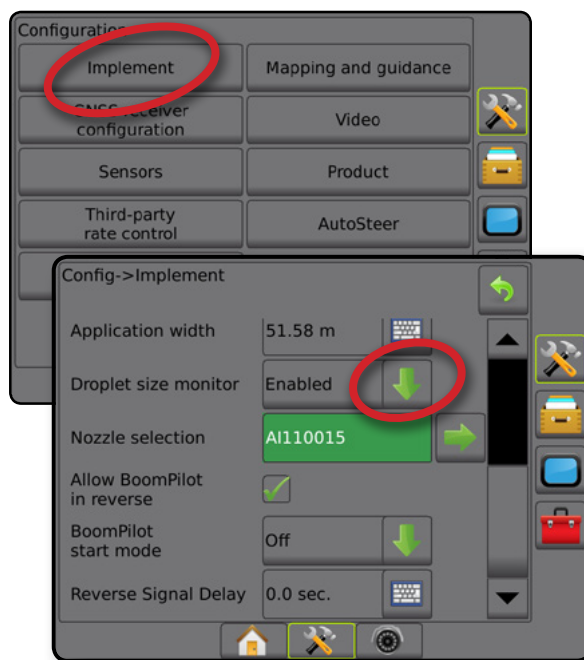 Configuration
Implement
Mapping and guidance
GNSS receiver
configuration
Video
Sensors
Product
Third-party
rate control
AutoSteer
Config->Implement
Application width
51.58 m
Droplet size monitor
Enabled
Nozzle selection
AI110015
Allow BoomPilot
in reverse
BoomPilot
start mode
Off
Reverse Signal Delay
0.0 sec.